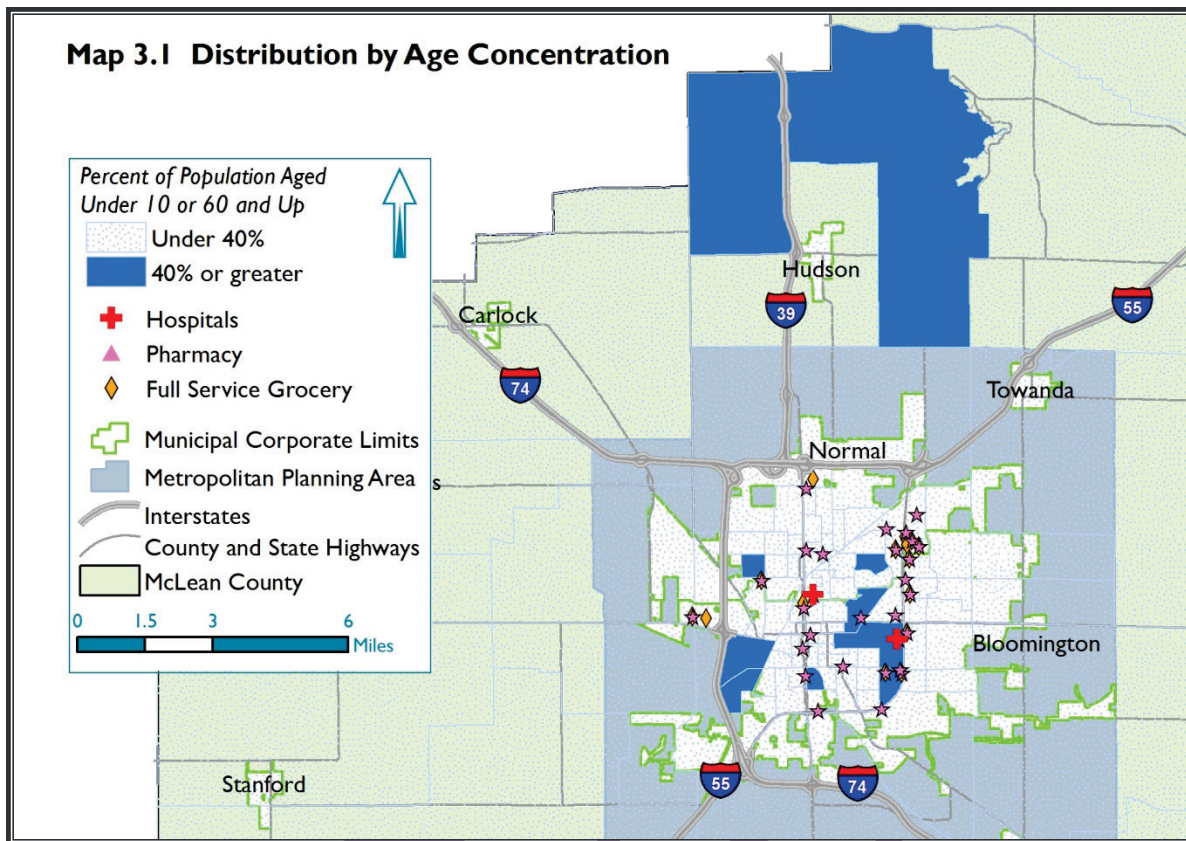 Map 3.1 Distribution by Age Concentration
Percent of Population Aged
Under 10 or 60 and Up
Under 40%
40% or greater
Hospitals
Pharmacy
Full Service Grocery
Municipal Corporate Limits
Metropolitan Planning Area
Interstates
County and State Highways
McLean County
0 1.5 3 6
Miles
Hudson
39
55
Carlock
74
Towanda
Normal
s
Bloomington
Stanford
55
74